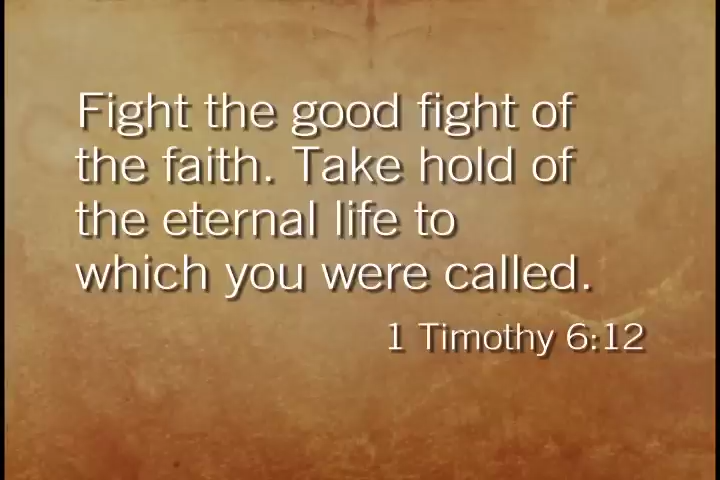 Fight the good fight of
the faith. Take hold of
the eternal life to
which you were called.
1 Timothy 6:12